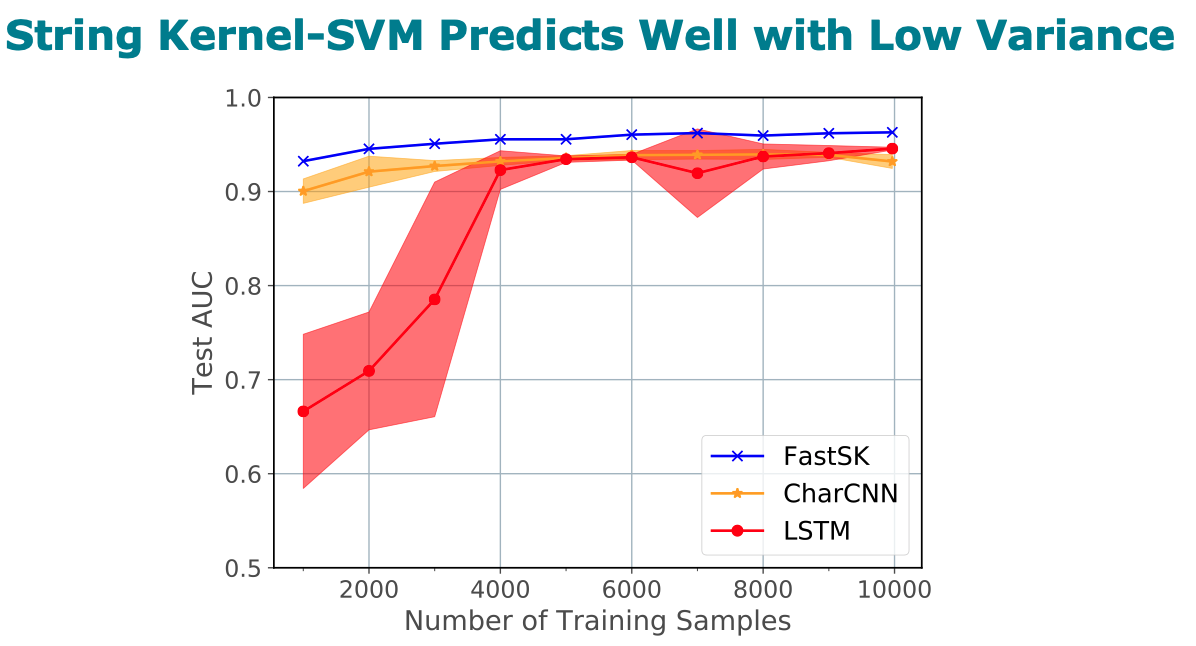 String Kernel-SVM Predicts Well with Low Variance
1.0
0.9
0.8
0.7
0.6
0.5
Test AUC
FastSK
CharCNN
LSTM
2000 4000 6000 8000 10000
Number of Training Samples